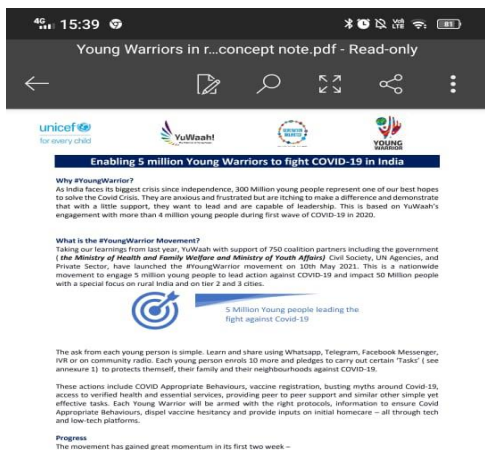 4G 15:39
81
Young Warriors in r...concept note.pdf - Read-only
unicef
for every child
YuWaah!
YOUNG
WARRIOR
Enabling 5 million Young Warriors to fight COVID-19 in India
Why #YoungWarrior?
As India faces its biggest crisis since independence, 300 Million young people represent one of our best hopes
to solve the Covid Crisis. They are anxious and frustrated but are itching to make a difference and demonstrate
that with a little support, they want to lead and are capable of leadership. This is based on YuWaah's
engagement with more than 4 million young people during first wave of COVID-19 in 2020.
What is the #YoungWarrior Movement?
Taking our learnings from last year, YuWaah with support of 750 coalition partners including the government
( the Ministry of Health and Family Welfare and Ministry of Youth Affairs) Civil Society, UN Agencies, and
Private Sector, have launched the #YoungWarrior movement on 10th May 2021. This is a nationwide
movement to engage 5 million young people to lead action against COVID-19 and impact 50 Million people
with a special focus on rural India and on tier 2 and 3 cities.
5 Million Young people leading the
fight against Covid-19
The ask from each young person is simple. Learn and share using Whatsapp, Telegram, Facebook Messenger,
IVR or on community radio. Each young person enrols 10 more and pledges to carry out certain 'Tasks' ( see
annexure 1) to protects themself, their family and their neighbourhoods against COVID-19.
These actions include COVID Appropriate Behaviours, vaccine registration, busting myths around Covid-19,
access to verified health and essential services, providing peer to peer support and similar other simple yet
effective tasks. Each Young Warrior will be armed with the right protocols, information to ensure Covid
Appropriate Behaviours, dispel vaccine hesitancy and provide inputs on initial homecare – all through tech
and low-tech platforms.
Progress
The movement has gained great momentum in its first two week –